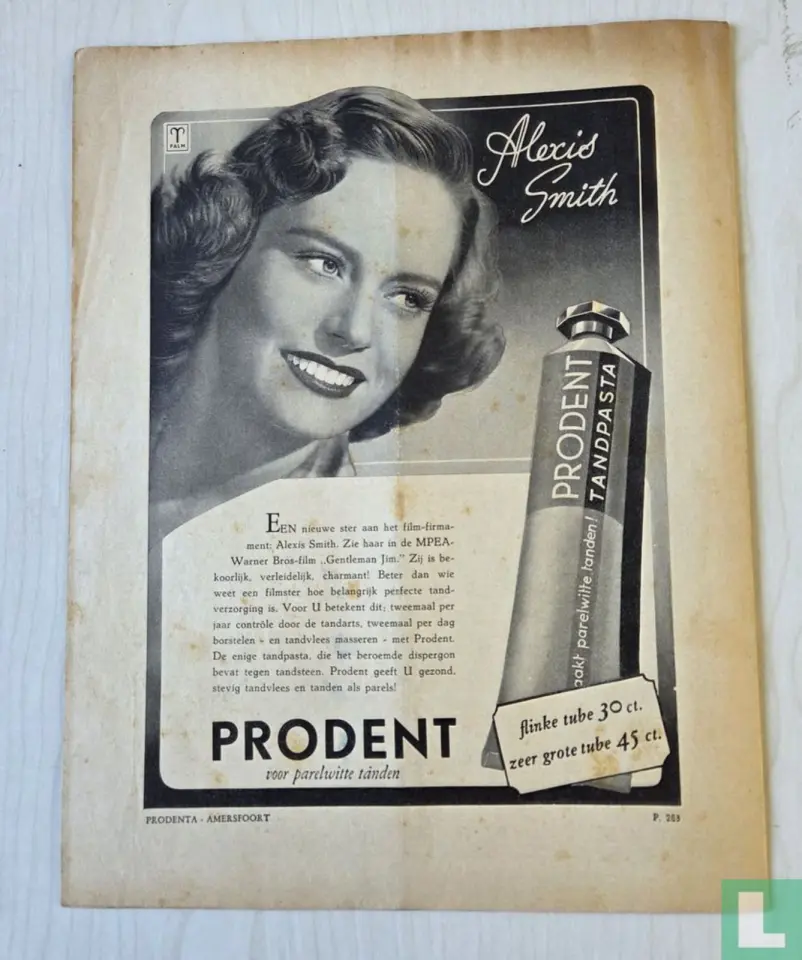 PALM
Alexis
Smith
PRODENT
TANDPASTA
aakt parelwitte tanden!
EEN nieuwe ster aan het film-firma-
ment: Alexis Smith. Zie haar in de MPEA-
Warner Bros-film „Gentleman Jim." Zij is be-
koorlijk, verleidelijk, charmant! Beter dan wie
weet een filmster hoe belangrijk perfecte tand-
verzorging is. Voor U betekent dit: tweemaal per
jaar contrôle door de tandarts, tweemaal per dag
borstelen - en tandvlees masseren - met Prodent.
De enige tandpasta, die het beroemde dispergon
bevat tegen tandsteen. Prodent geeft U gezond,
stevig tandvlees en tanden als parels!
PRODENT
voor parelwitte tanden
flinke tube 30 ct.
zeer grote tube 45 ct.
PRODENTA - AMERSFOORT
P. 263
L